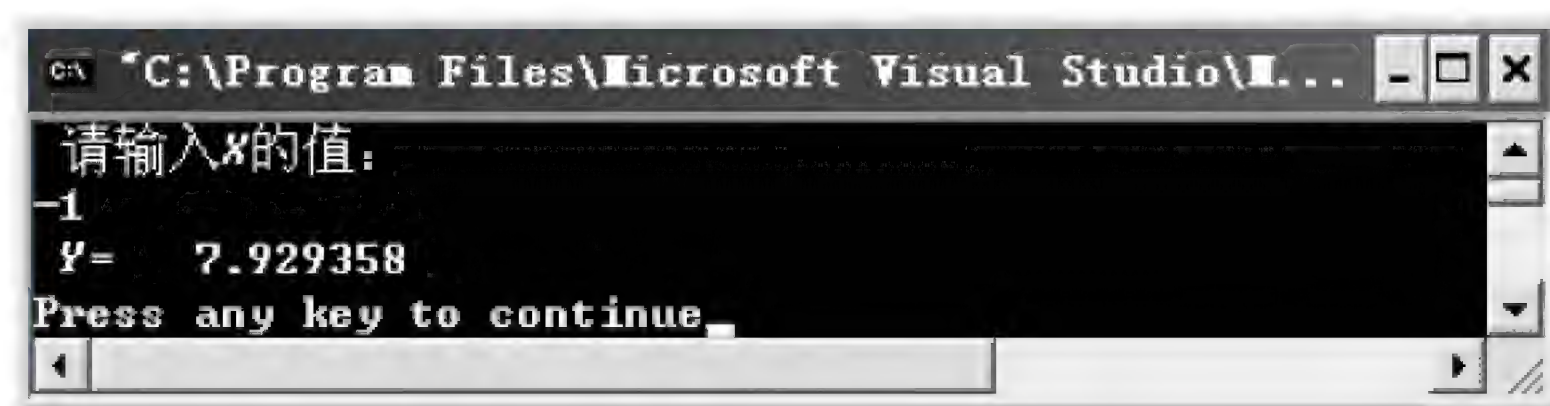 "C:\Program Files\Microsoft Visual Studio\M...
请输入X的值:
-1
Y= 7.929358
Press any key to continue_